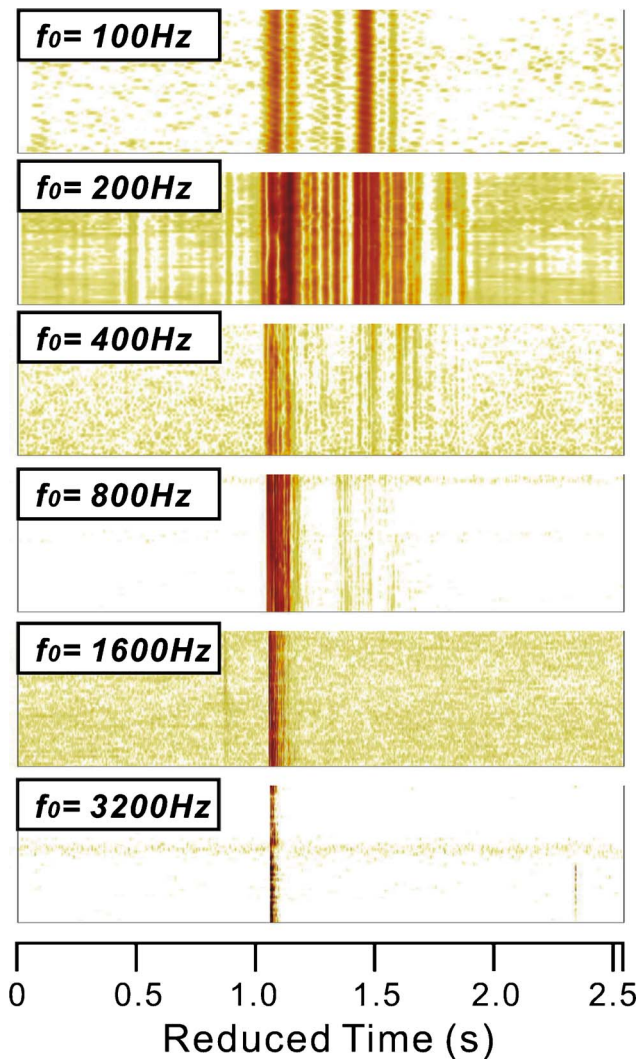 f0= 100Hz
f0= 200Hz
f0= 400Hz
f0= 800Hz
f0= 1600Hz
f0= 3200Hz
0 0.5 1.0 1.5 2.0 2.5
Reduced Time (s)